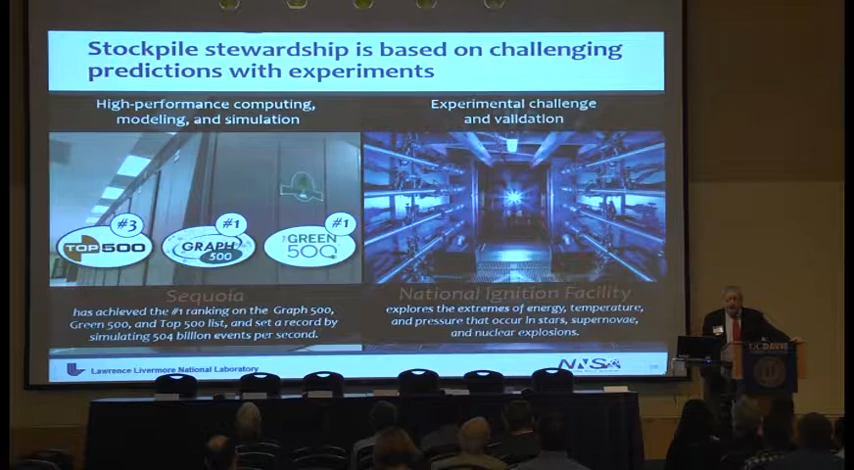 Stockpile stewardship is based on challenging
predictions with experiments
High-performance computing,
modeling, and simulation
Experimental challenge
and validation
#3
TOP500
#1
GRAPH
500
#1
THE GREEN
500
Sequoia
has achieved the #1 ranking on the Graph 500,
Green 500, and Top 500 list, and set a record by
simulating 504 billion events per second.
National Ignition Facility
explores the extremes of energy, temperature,
and pressure that occur in stars, supernovae,
and nuclear explosions.
Lawrence Livermore National Laboratory
NNSA
UC DAVIS